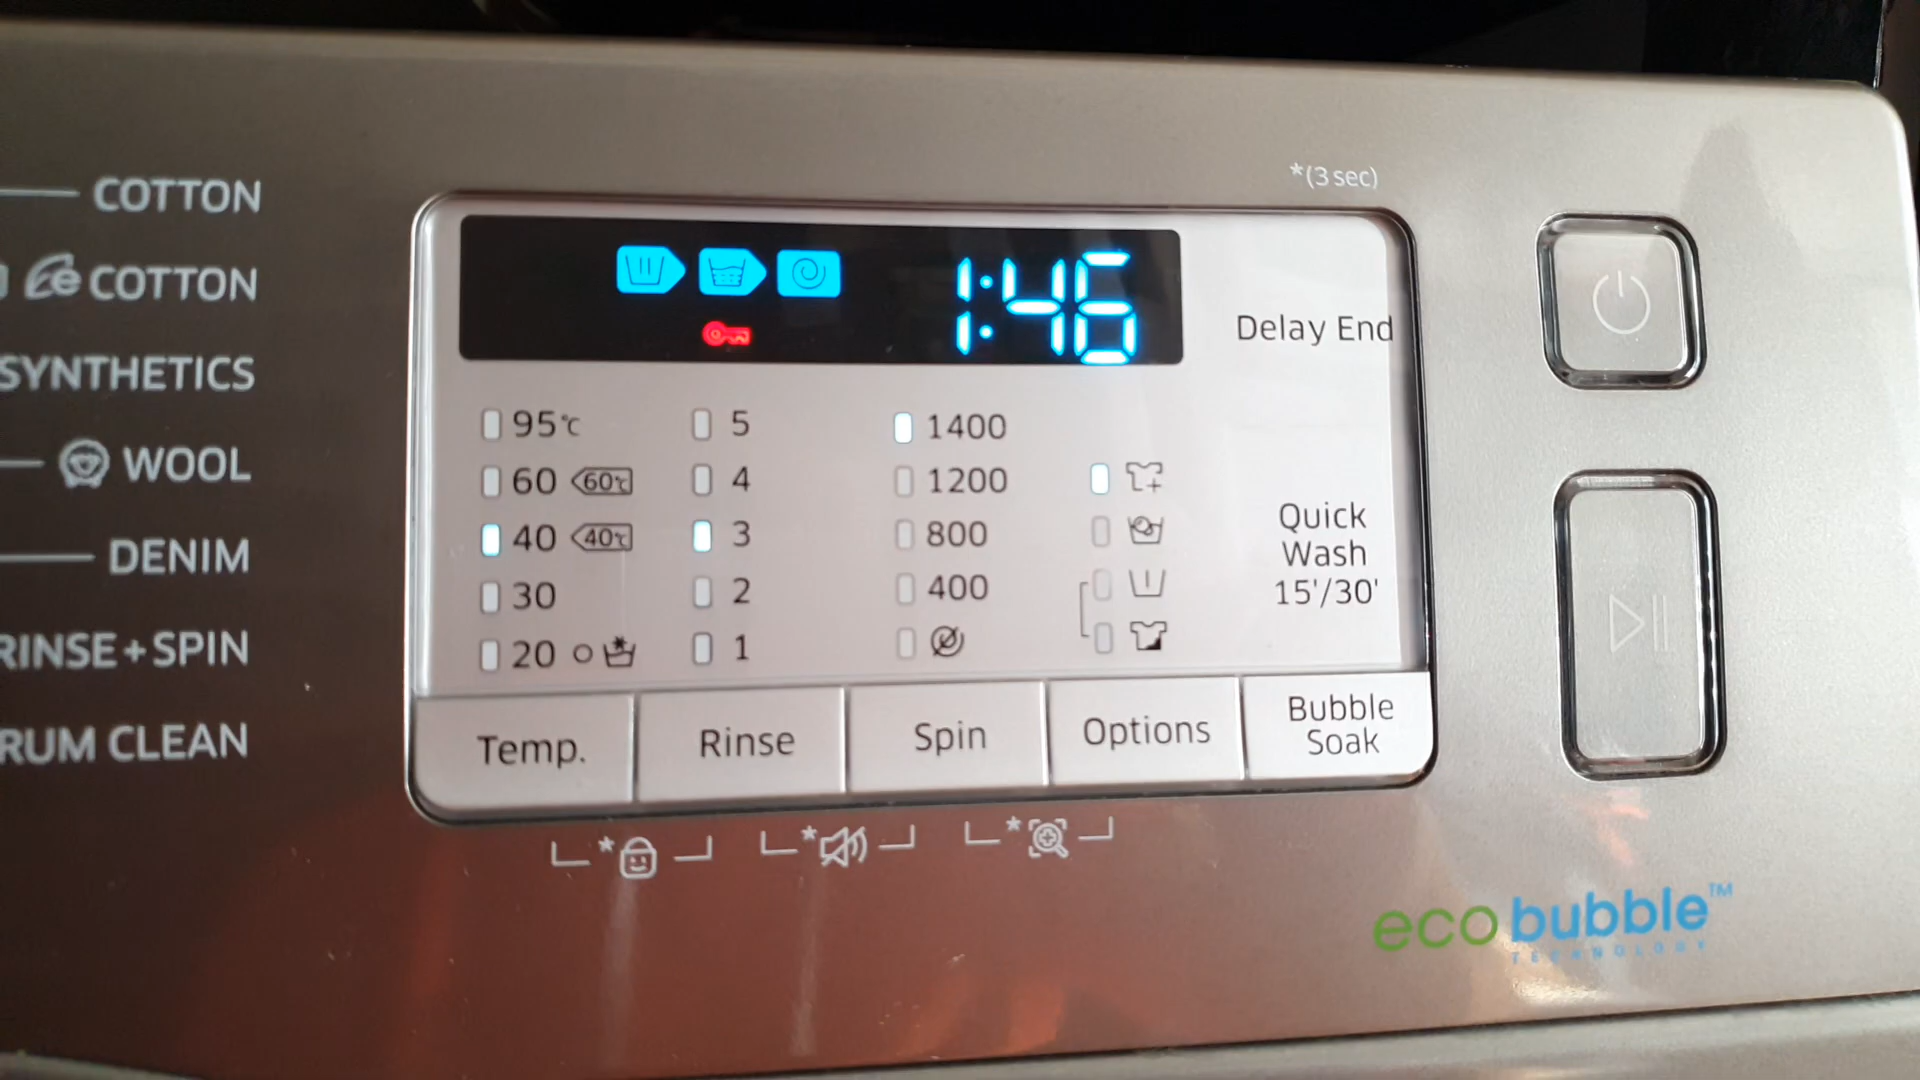 COTTON
e COTTON
SYNTHETICS
WOOL
DENIM
RINSE + SPIN
RUM CLEAN
*(3 sec)
1:46
Delay End
95℃
60 60℃
40 40℃
30
20
5
4
3
2
1
1400
1200
800
400
Quick
Wash
15'/30'
Temp.
Rinse
Spin
Options
Bubble
Soak
eco bubble™
TECHNOLOGY